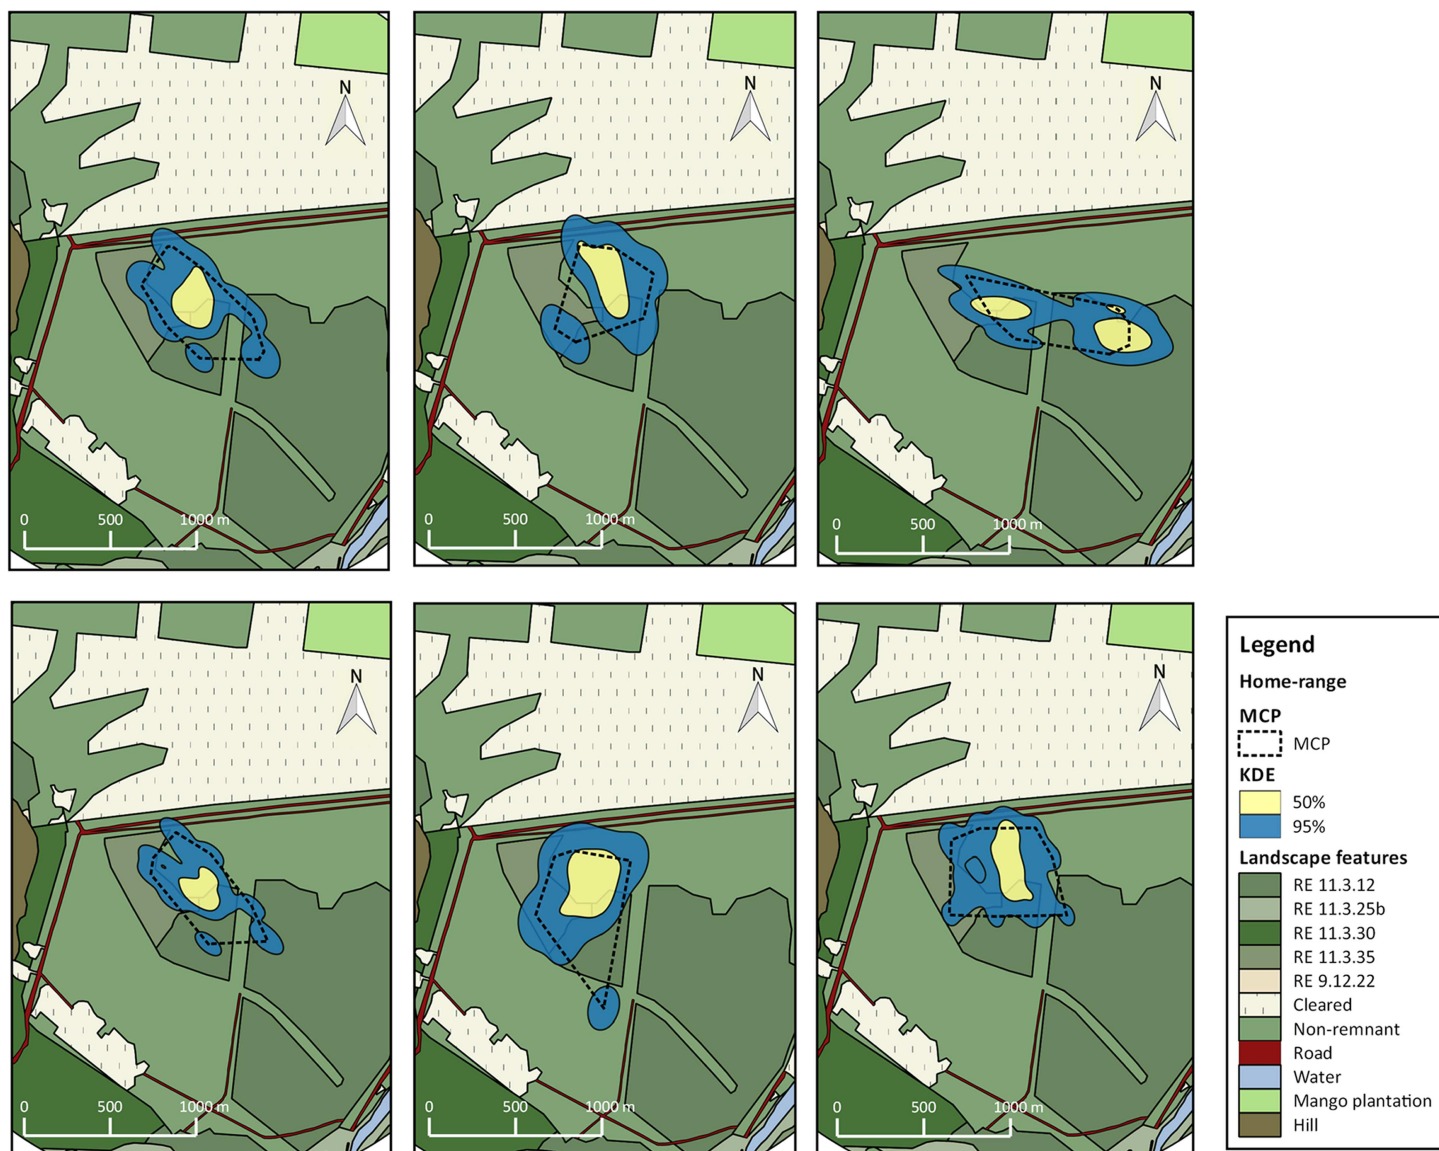 N
N
N
0 500 1000 m
0 500 1000 m
0 500 1000 m
N
N
N
0 500 1000 m
0 500 1000 m
0 500 1000 m
Legend
Home-range
MCP
MCP
KDE
50%
95%
Landscape features
RE 11.3.12
RE 11.3.25b
RE 11.3.30
RE 11.3.35
RE 9.12.22
Cleared
Non-remnant
Road
Water
Mango plantation
Hill